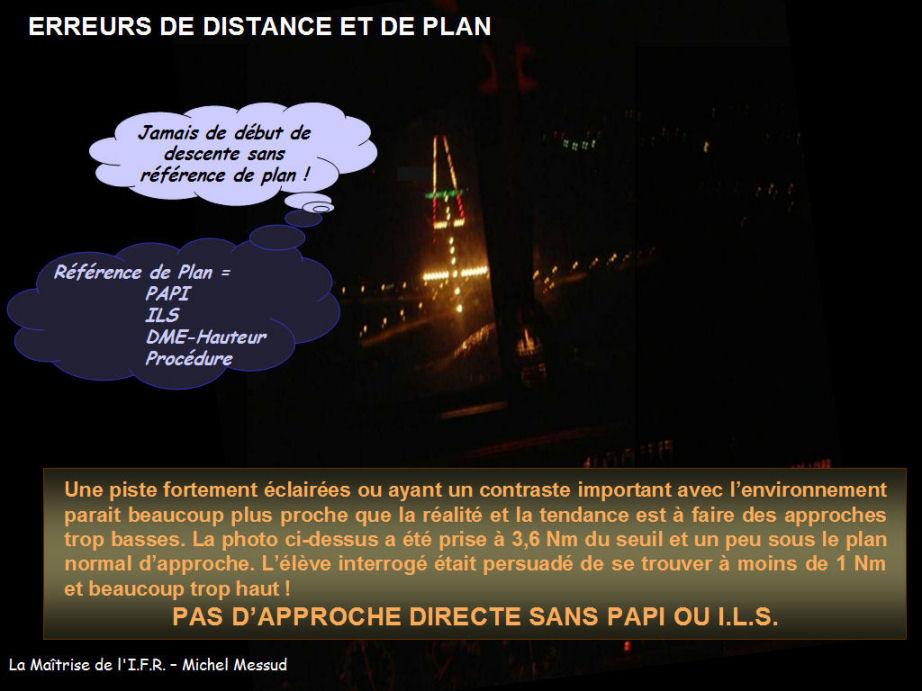 ERREURS DE DISTANCE ET DE PLAN
Jamais de début de
descente sans
référence de plan !
Référence de Plan =
PAPI
ILS
DME-Hauteur
Procédure
Une piste fortement éclairées ou ayant un contraste important avec l’environnement
parait beaucoup plus proche que la réalité et la tendance est à faire des approches
trop basses. La photo ci-dessus a été prise à 3,6 Nm du seuil et un peu sous le plan
normal d’approche. L’élève interrogé était persuadé de se trouver à moins de 1 Nm
et beaucoup trop haut !
PAS D’APPROCHE DIRECTE SANS PAPI OU I.L.S.
La Maîtrise de l'I.F.R. – Michel Messud